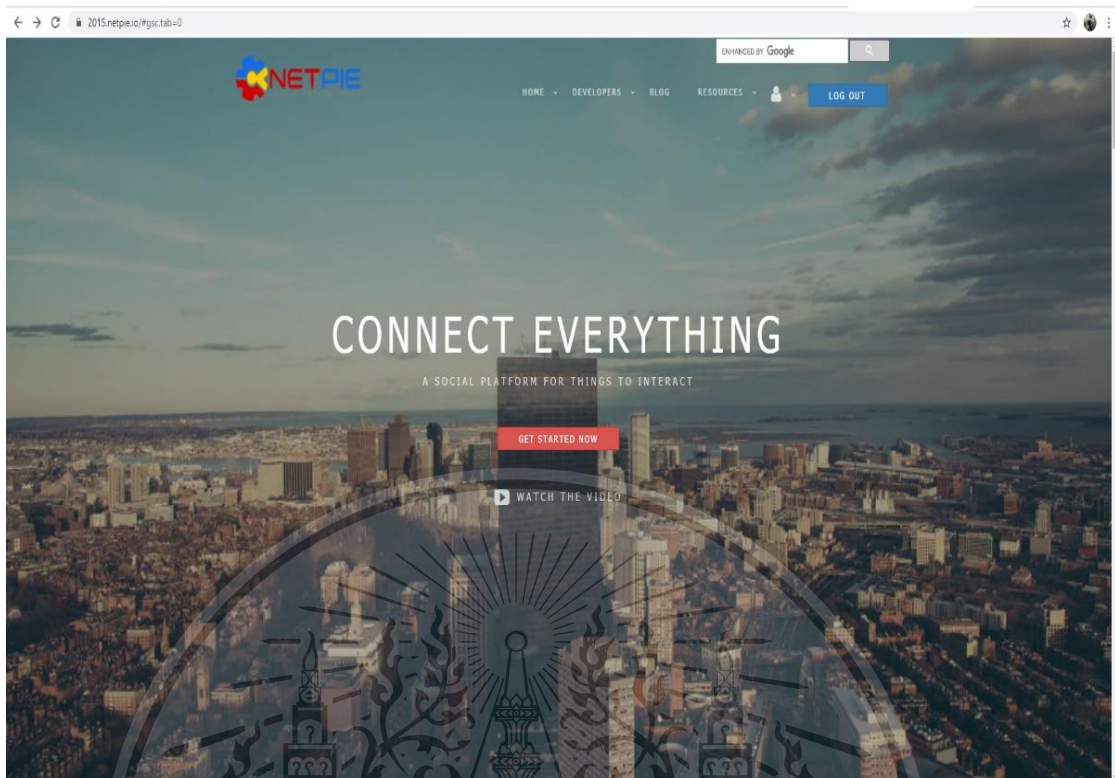 2015.netpie.io/#gsc.tab=0
ENHANCED BY Google
NETPIE
HOME DEVELOPERS BLOG RESOURCES LOG OUT
CONNECT EVERYTHING
A SOCIAL PLATFORM FOR THINGS TO INTERACT
GET STARTED NOW
WATCH THE VIDEO